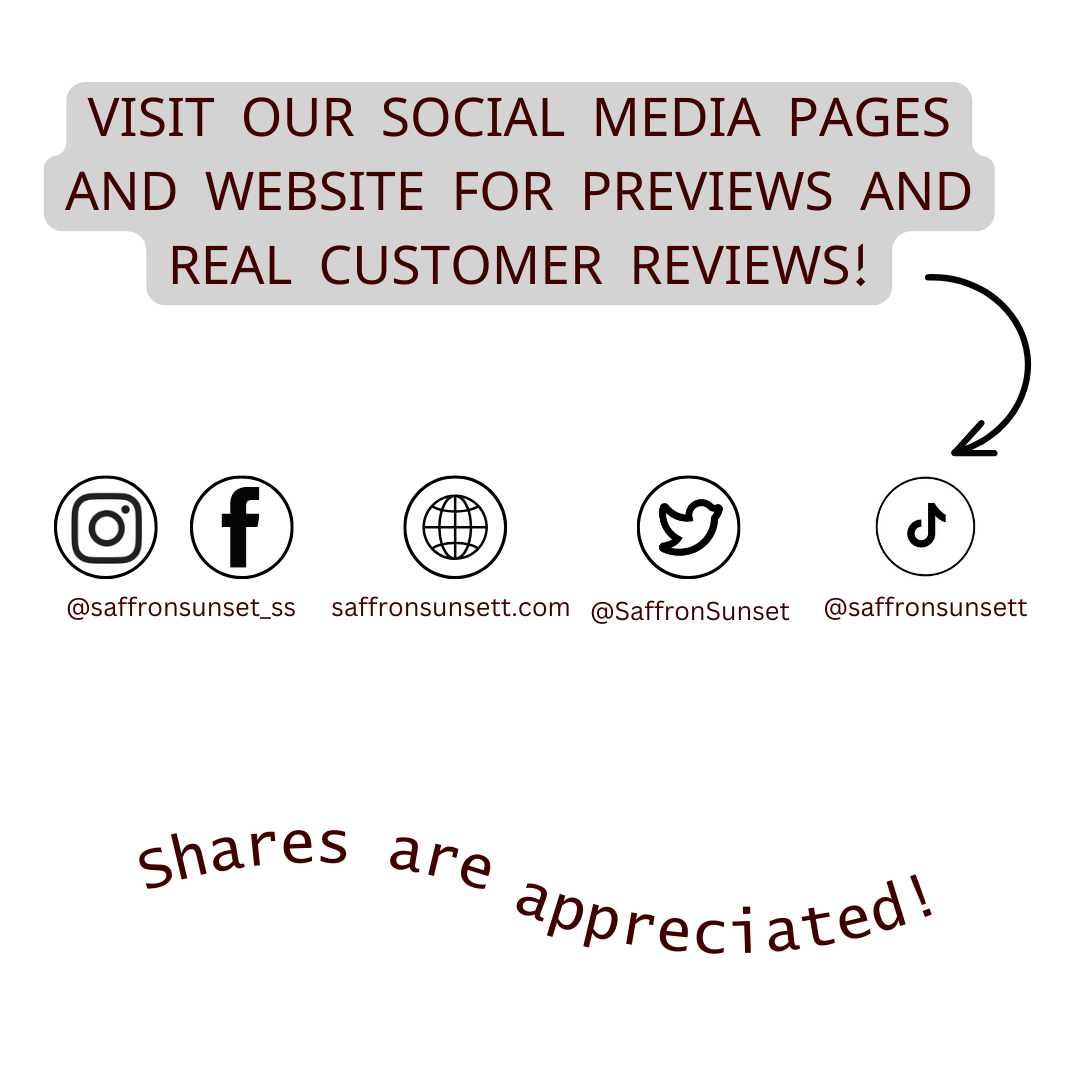 VISIT OUR SOCIAL MEDIA PAGES
AND WEBSITE FOR PREVIEWS AND
REAL CUSTOMER REVIEWS!
@saffronsunset_ss
saffronsunsett.com
@SaffronSunset
@saffronsunsett
Shares are appreciated!